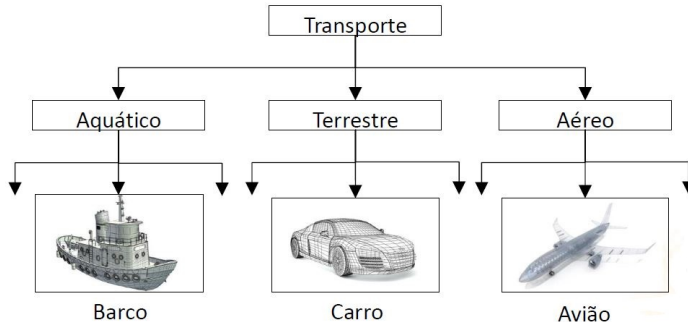 Transporte
Aquático
Terrestre
Aéreo
Barco
Carro
Avião